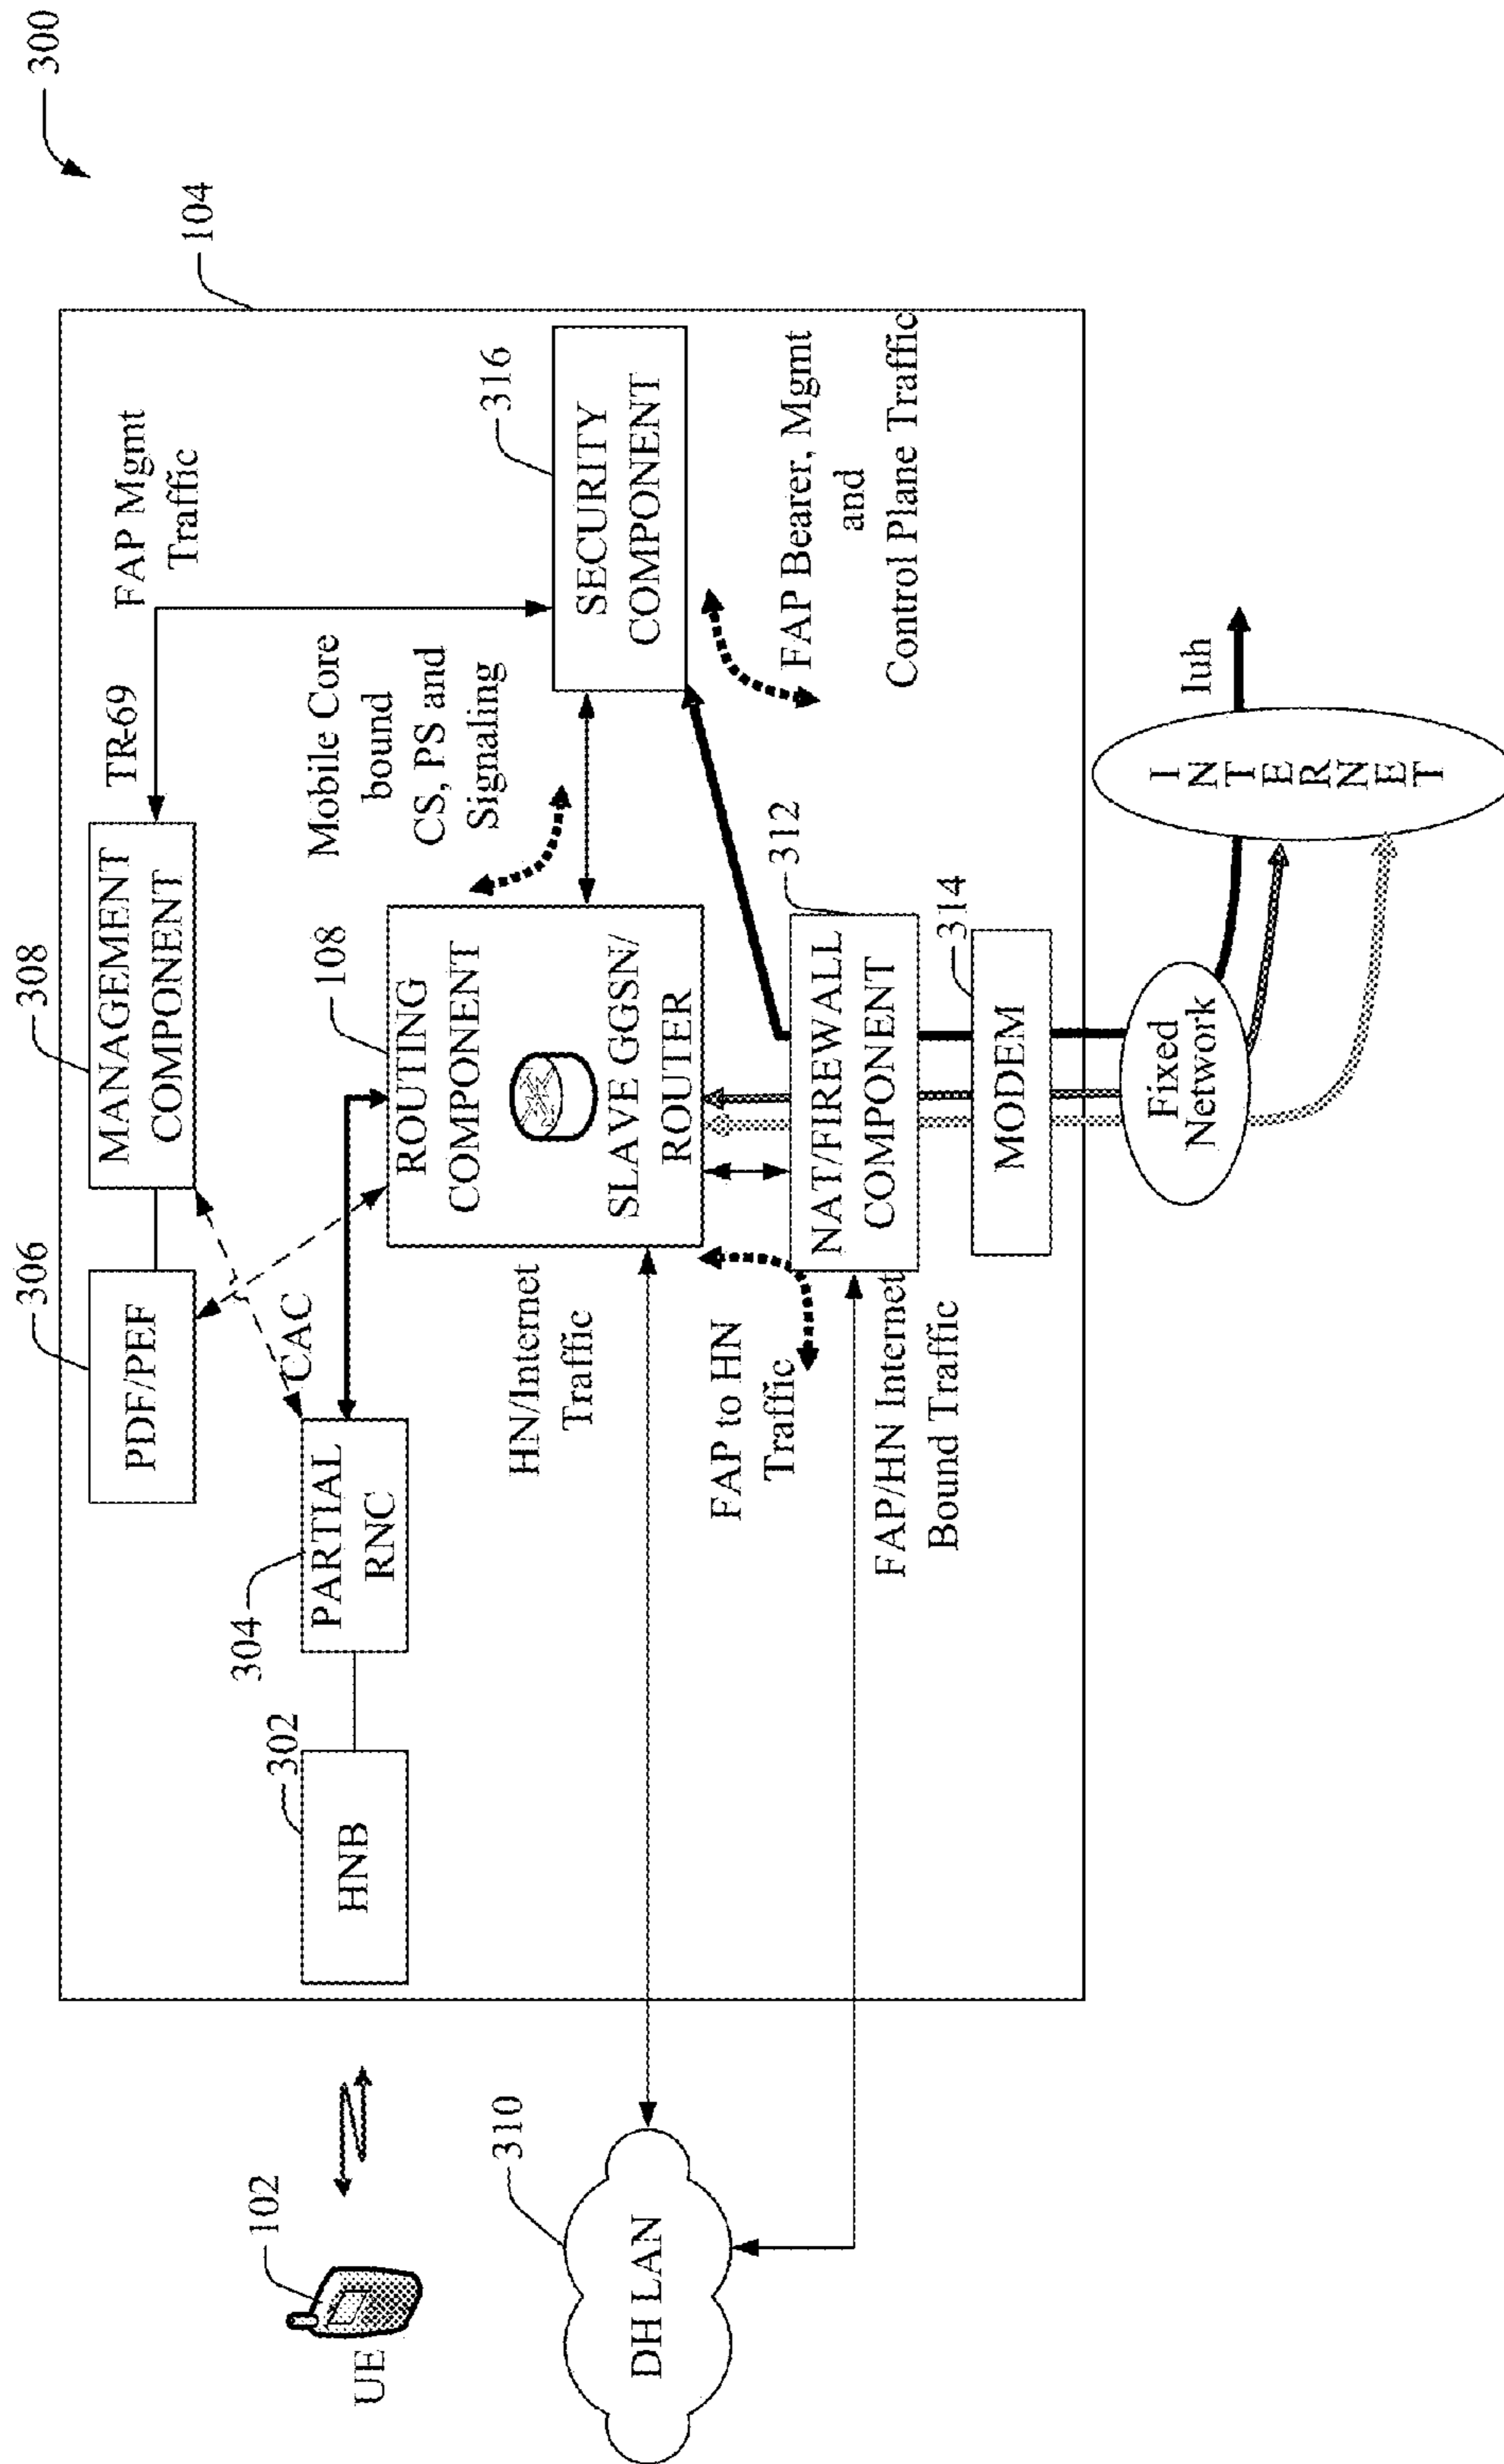 300
104
306
308
PDF/PEF
MANAGEMENT
COMPONENT
TR-69
FAP Mgmt
Traffic
CAC
302
HNB
304
PARTIAL
RNC
108
ROUTING
COMPONENT
SLAVE GGSN/
ROUTER
Mobile Core
bound
CS, PS and
Signaling
316
SECURITY
COMPONENT
102
UE
HN/Internet
Traffic
310
DH LAN
FAP to HN
Traffic
FAP/HN Internet
Bound Traffic
312
NAT/FIREWALL
COMPONENT
FAP Bearer, Mgmt
and
Control Plane Traffic
314
MODEM
Fixed
Network
INTERNET
Iuh